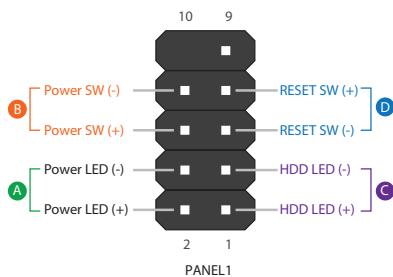 10 9
Power SW (-) RESET SW (+)
B D
Power SW (+) RESET SW (-)
Power LED (-) HDD LED (-)
A C
Power LED (+) HDD LED (+)
2 1
PANEL1